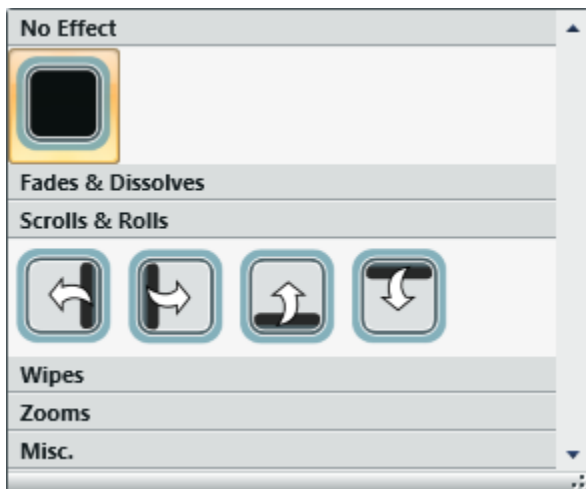 No Effect
Fades & Dissolves
Scrolls & Rolls
Wipes
Zooms
Misc.